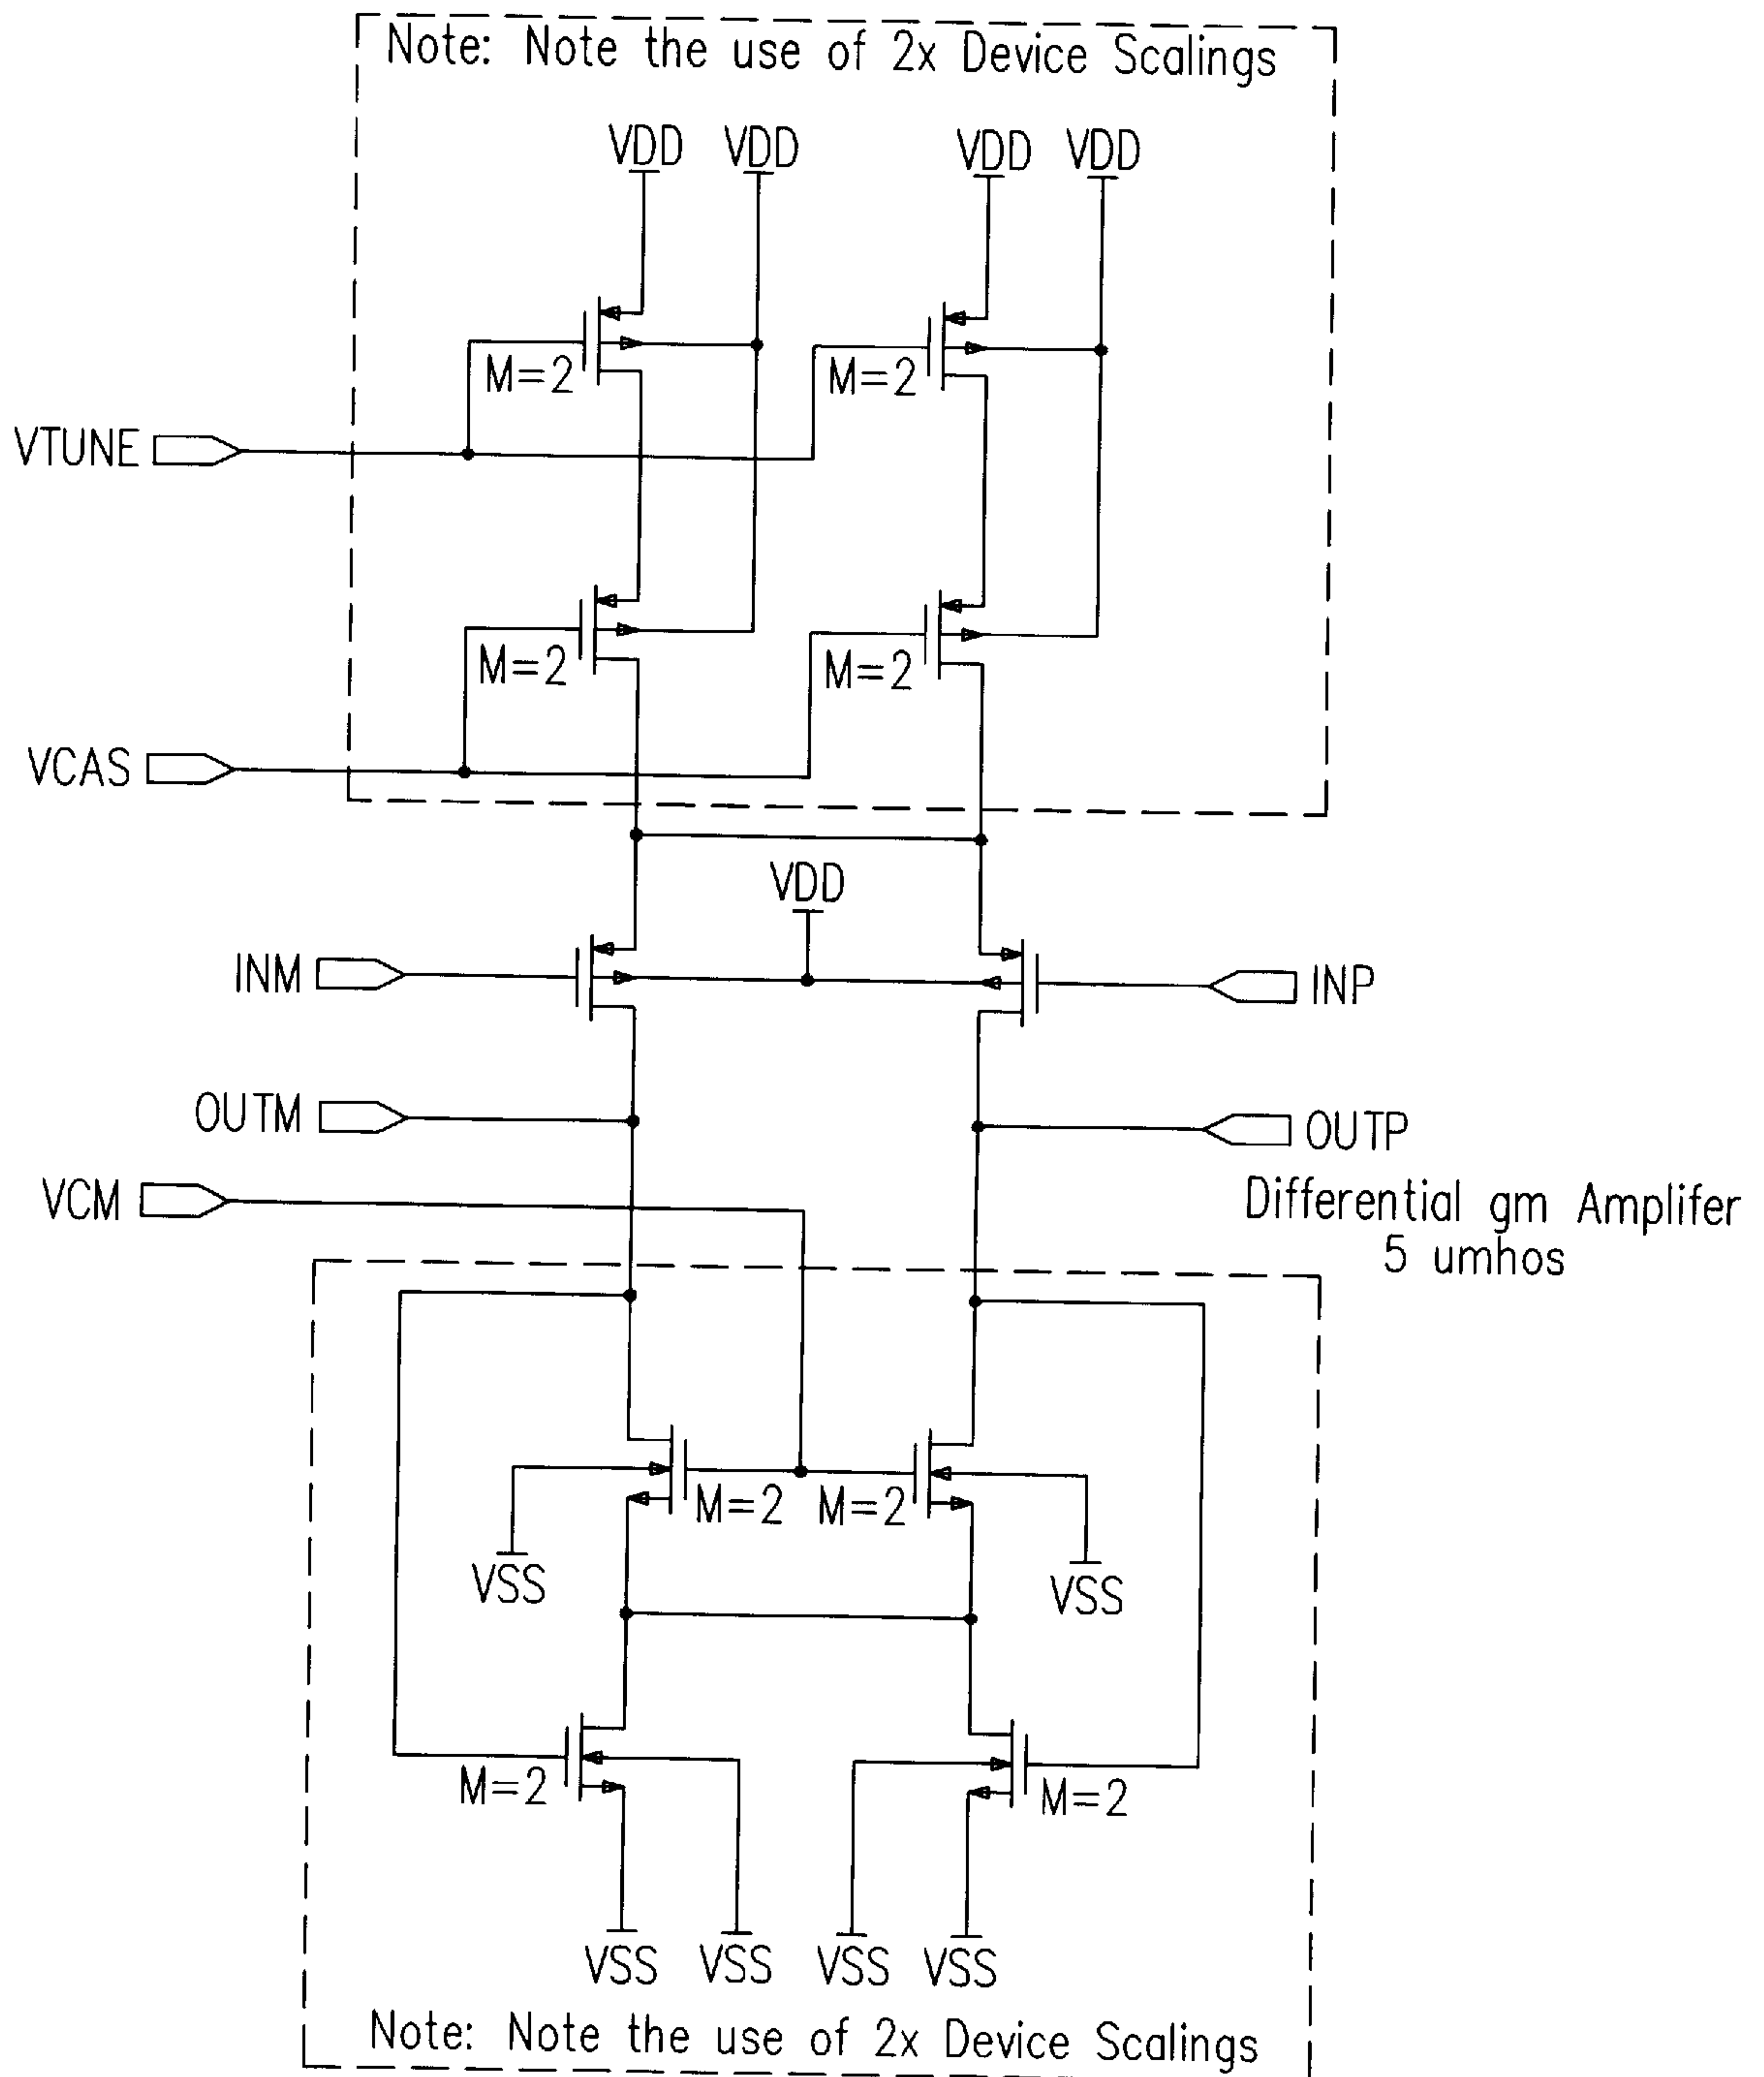 Note: Note the use of 2x Device Scalings
VDD VDD VDD VDD
M=2 M=2
VTUNE
M=2 M=2
VCAS
VDD
INM INP
OUTM OUTP
VCM
Differential gm Amplifer
5 umhos
M=2 M=2
VSS VSS
M=2 M=2
VSS VSS VSS VSS
Note: Note the use of 2x Device Scalings